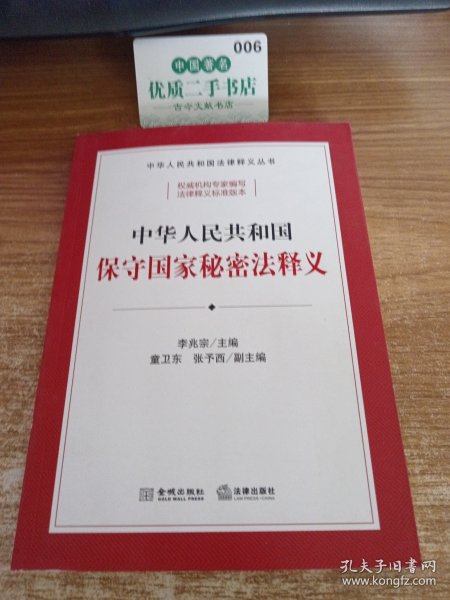 006
中国著名
优质二手书店
古今文献书店
中华人民共和国法律释义丛书
权威机构专家编写
法律释义标准版本
中华人民共和国
保守国家秘密法释义
李兆宗/主编
童卫东 张予西/副主编
金城出版社
GOLD WALL PRESS
法律出版社
LAW PRESS·CHINA
孔夫子旧书网
www.kongfz.com